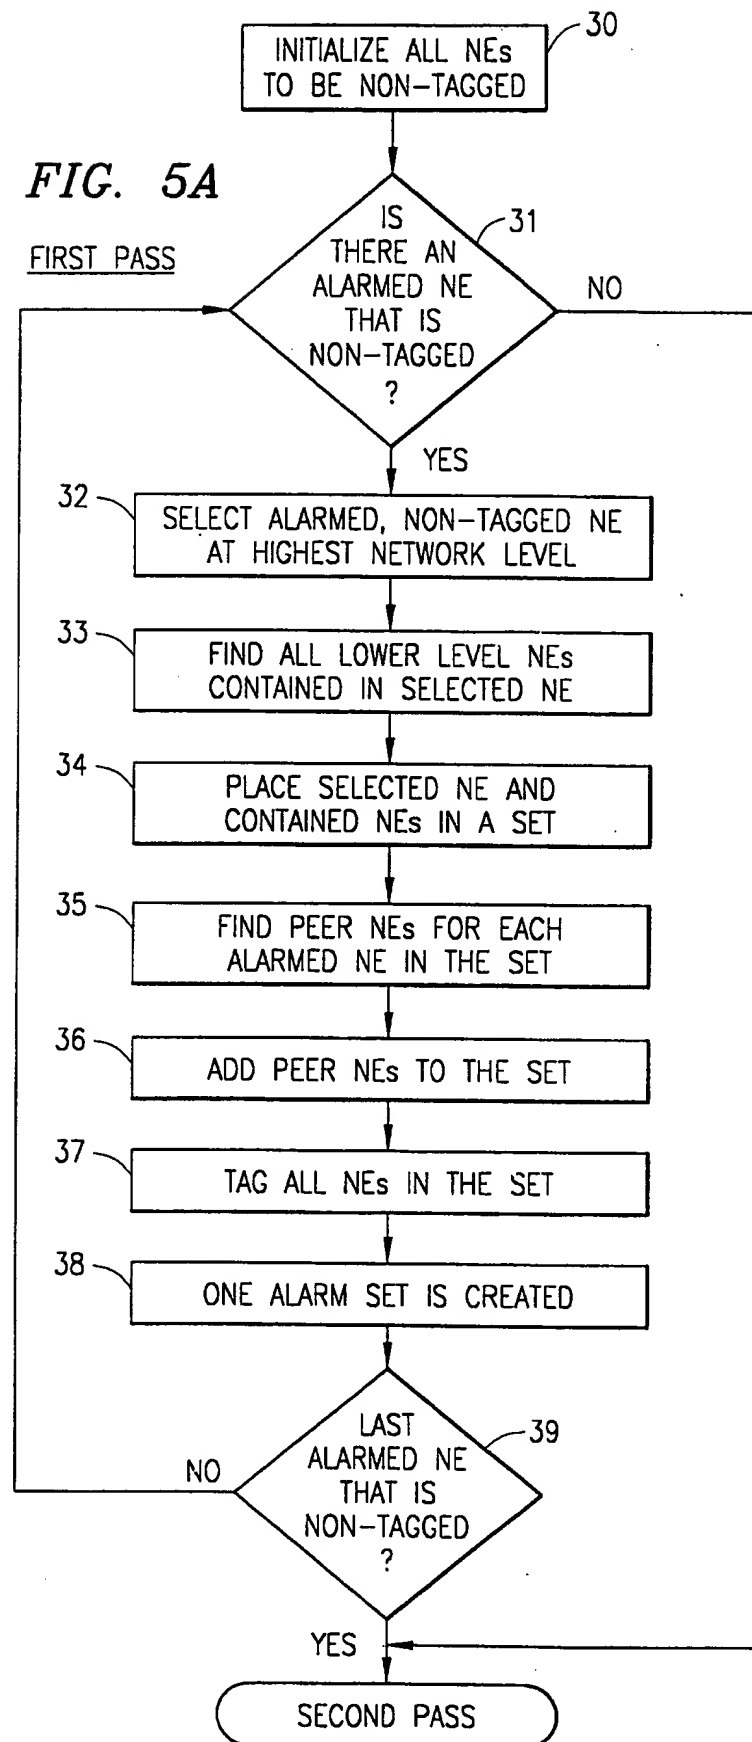 30
INITIALIZE ALL NEs
TO BE NON-TAGGED
FIG. 5A
FIRST PASS
31
IS
THERE AN
ALARMED NE
THAT IS
NON-TAGGED
?
NO
YES
32
SELECT ALARMED, NON-TAGGED NE
AT HIGHEST NETWORK LEVEL
33
FIND ALL LOWER LEVEL NEs
CONTAINED IN SELECTED NE
34
PLACE SELECTED NE AND
CONTAINED NEs IN A SET
35
FIND PEER NEs FOR EACH
ALARMED NE IN THE SET
36
ADD PEER NEs TO THE SET
37
TAG ALL NEs IN THE SET
38
ONE ALARM SET IS CREATED
39
LAST
ALARMED NE
THAT IS
NON-TAGGED
?
NO
YES
SECOND PASS